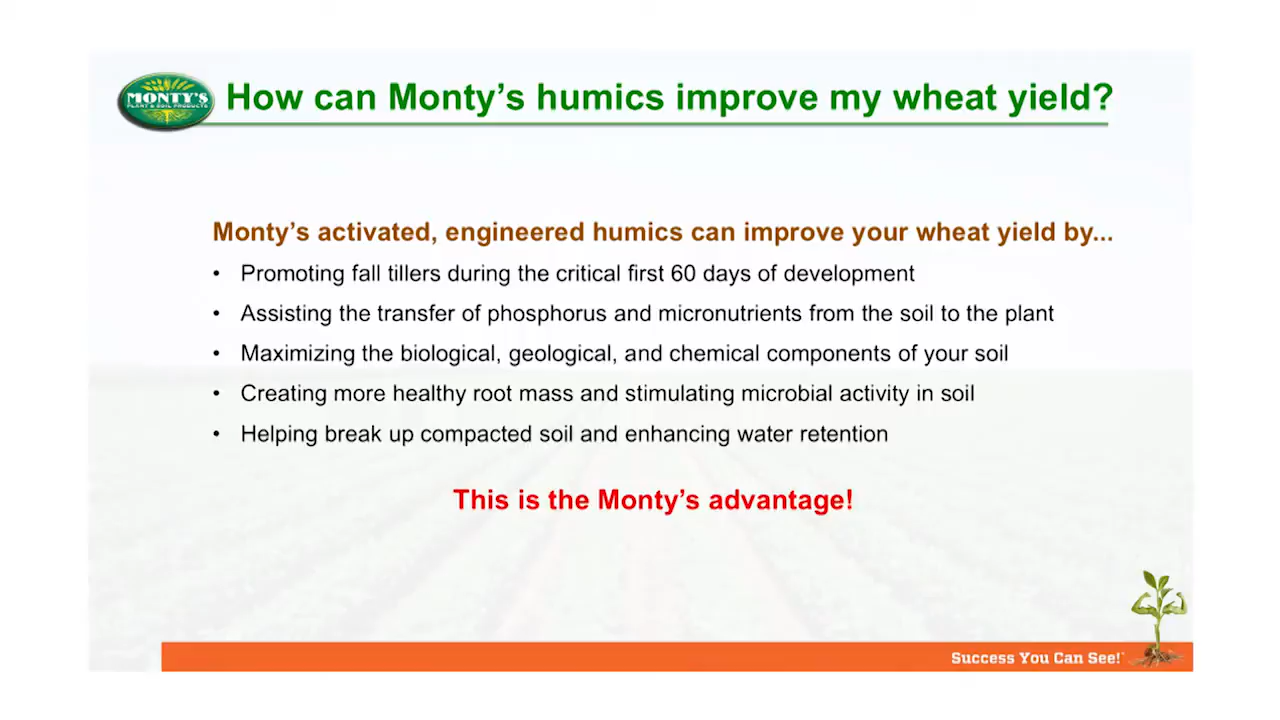 MONTY'S
PLANT & SOIL PRODUCTS
How can Monty’s humics improve my wheat yield?
Monty’s activated, engineered humics can improve your wheat yield by...
• Promoting fall tillers during the critical first 60 days of development
• Assisting the transfer of phosphorus and micronutrients from the soil to the plant
• Maximizing the biological, geological, and chemical components of your soil
• Creating more healthy root mass and stimulating microbial activity in soil
• Helping break up compacted soil and enhancing water retention
This is the Monty’s advantage!
Success You Can See!